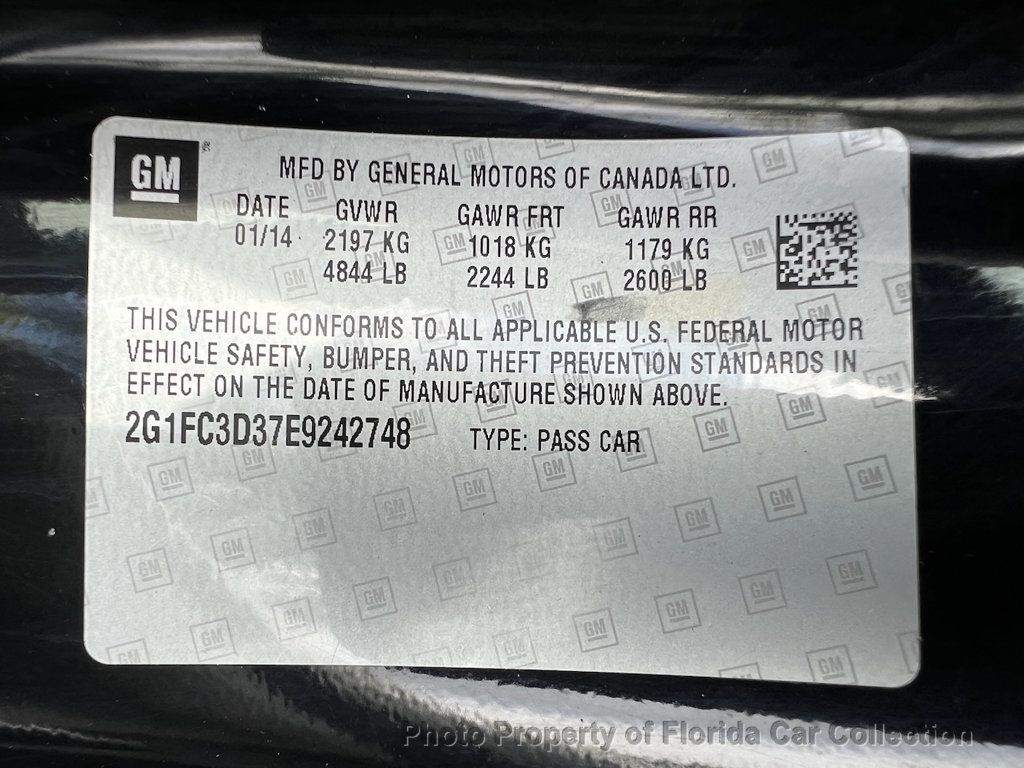 GM
MFD BY GENERAL MOTORS OF CANADA LTD.
DATE GVWR GAWR FRT GAWR RR
01/14 2197 KG 1018 KG 1179 KG
4844 LB 2244 LB 2600 LB
THIS VEHICLE CONFORMS TO ALL APPLICABLE U.S. FEDERAL MOTOR
VEHICLE SAFETY, BUMPER, AND THEFT PREVENTION STANDARDS IN
EFFECT ON THE DATE OF MANUFACTURE SHOWN ABOVE.
2G1FC3D37E9242748 TYPE: PASS CAR
Photo Property of Florida Car Collection